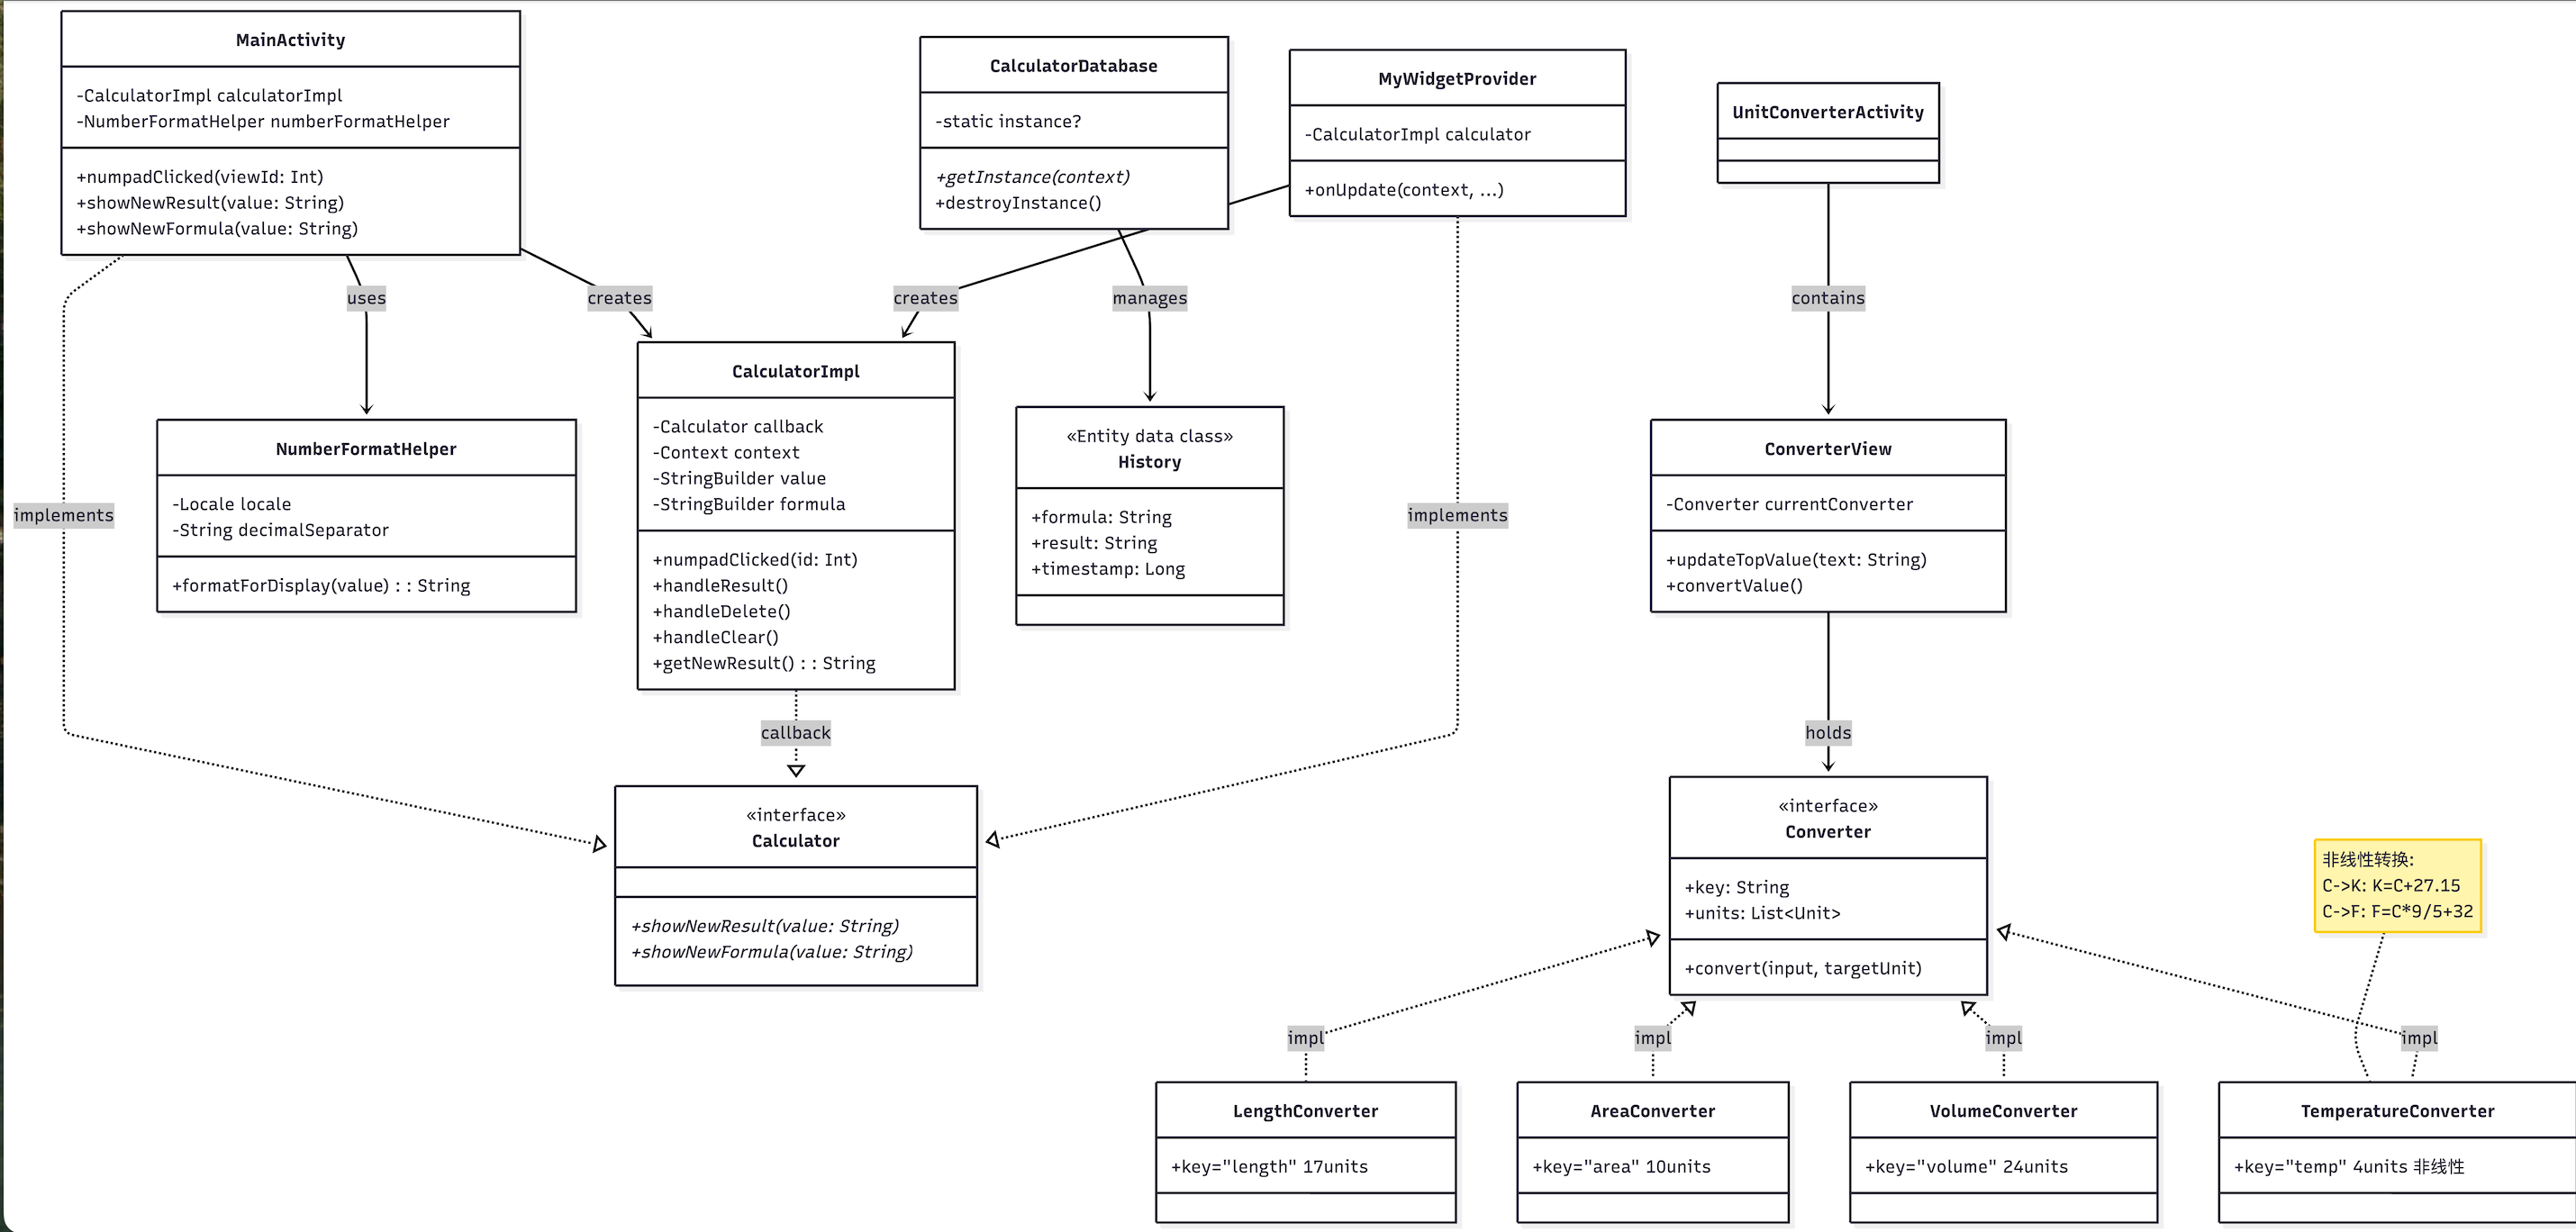 MainActivity
-CalculatorImpl calculatorImpl
-NumberFormatHelper numberFormatHelper
+numpadClicked(viewId: Int)
+showNewResult(value: String)
+showNewFormula(value: String)
CalculatorDatabase
-static instance?
+getInstance(context)
+destroyInstance()
MyWidgetProvider
-CalculatorImpl calculator
+onUpdate(context, ...)
UnitConverterActivity
uses
creates
creates
manages
contains
NumberFormatHelper
-Locale locale
-String decimalSeparator
+formatForDisplay(value) : : String
CalculatorImpl
-Calculator callback
-Context context
-StringBuilder value
-StringBuilder formula
+numpadClicked(id: Int)
+handleResult()
+handleDelete()
+handleClear()
+getNewResult() : : String
«Entity data class»
History
+formula: String
+result: String
+timestamp: Long
ConverterView
-Converter currentConverter
+updateTopValue(text: String)
+convertValue()
implements
implements
callback
holds
«interface»
Calculator
+showNewResult(value: String)
+showNewFormula(value: String)
«interface»
Converter
+key: String
+units: List<Unit>
+convert(input, targetUnit)
非线性转换:
C->K: K=C+27.15
C->F: F=C*9/5+32
impl
impl
impl
impl
LengthConverter
+key="length" 17units
AreaConverter
+key="area" 10units
VolumeConverter
+key="volume" 24units
TemperatureConverter
+key="temp" 4units 非线性